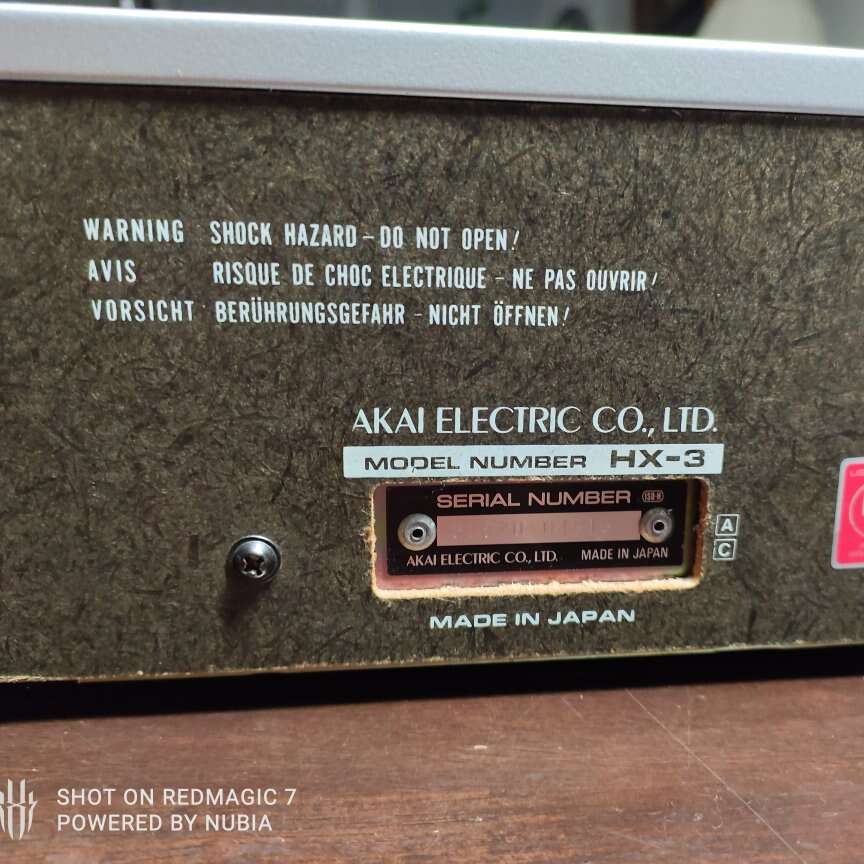 WARNING SHOCK HAZARD - DO NOT OPEN!
AVIS RISQUE DE CHOC ELECTRIQUE - NE PAS OUVRIR!
VORSICHT BERÜHRUNGSGEFAHR - NICHT ÖFFNEN!
AKAI ELECTRIC CO., LTD.
MODEL NUMBER HX-3
SERIAL NUMBER
AKAI ELECTRIC CO., LTD. MADE IN JAPAN
A
C
MADE IN JAPAN
SHOT ON REDMAGIC 7
POWERED BY NUBIA